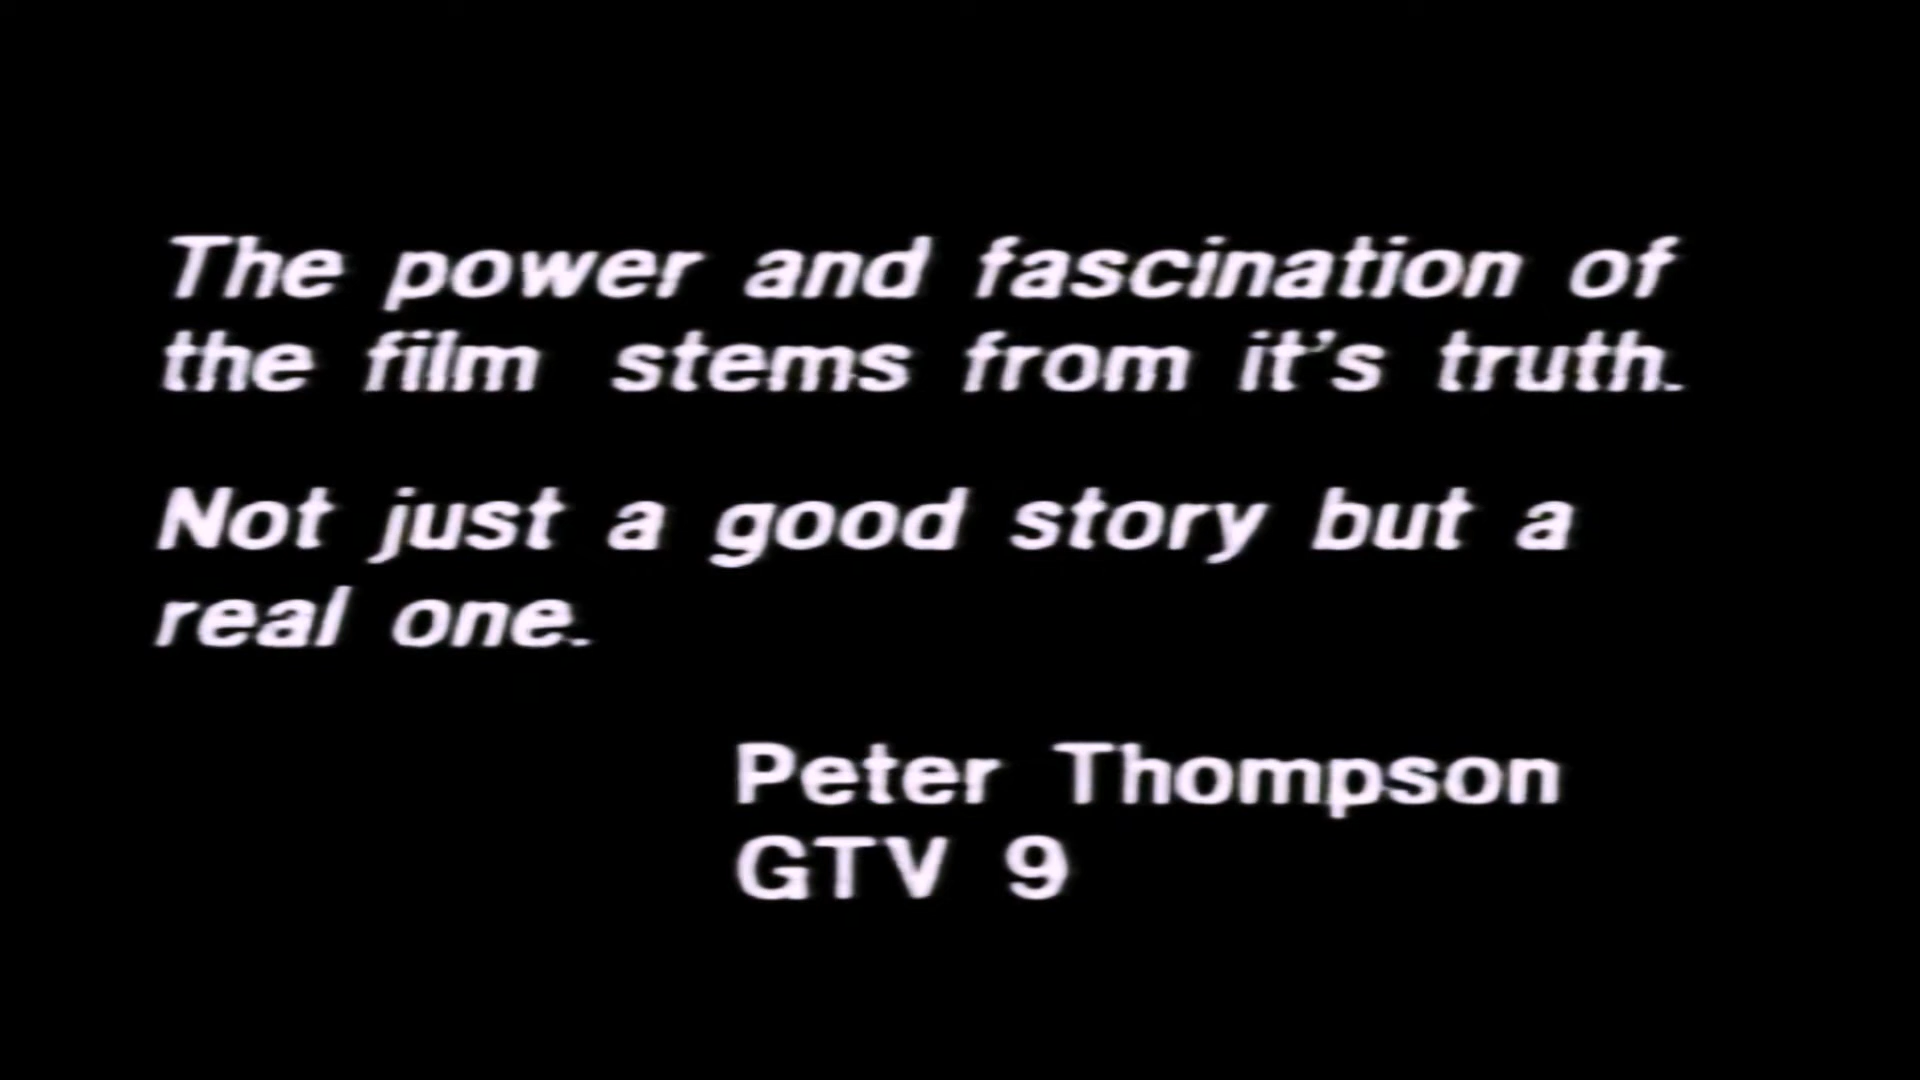 The power and fascination of
the film stems from it's truth.
Not just a good story but a
real one.
Peter Thompson
GTV 9